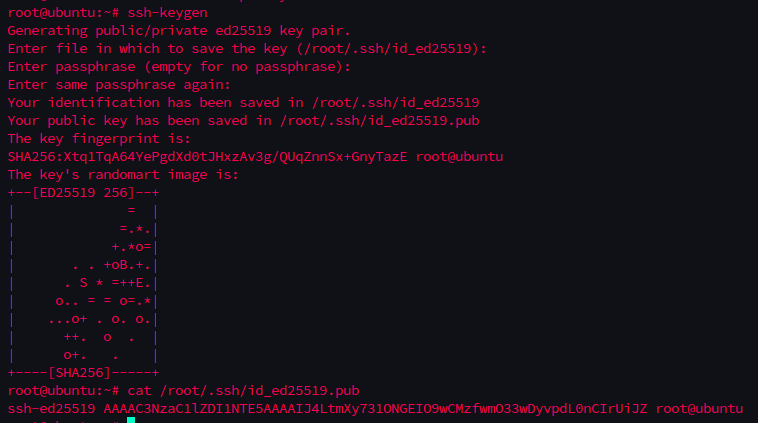 root@ubuntu:~# ssh-keygen
Generating public/private ed25519 key pair.
Enter file in which to save the key (/root/.ssh/id_ed25519):
Enter passphrase (empty for no passphrase):
Enter same passphrase again:
Your identification has been saved in /root/.ssh/id_ed25519
Your public key has been saved in /root/.ssh/id_ed25519.pub
The key fingerprint is:
SHA256:Xtq1TqA64YePgdXd0tJHxzAv3g/QUqZnnSx+GnyTazE root@ubuntu
The key's randomart image is:
+--[ED25519 256]--+
|              =  |
|             =.*.|
|            +.*o=|
|       . . +oB.+.|
|      . S * =++E.|
|     o.. = = o=.*|
|    ...o+ . o. o.|
|      ++.  o  .  |
|      o+.   .    |
+----[SHA256]-----+
root@ubuntu:~# cat /root/.ssh/id_ed25519.pub
ssh-ed25519 AAAAC3NzaC1lZDI1NTE5AAAAIJ4LtmXy731ONGEIO9wCMzfwmO33wDyvpdL0nCIrUiJZ root@ubuntu